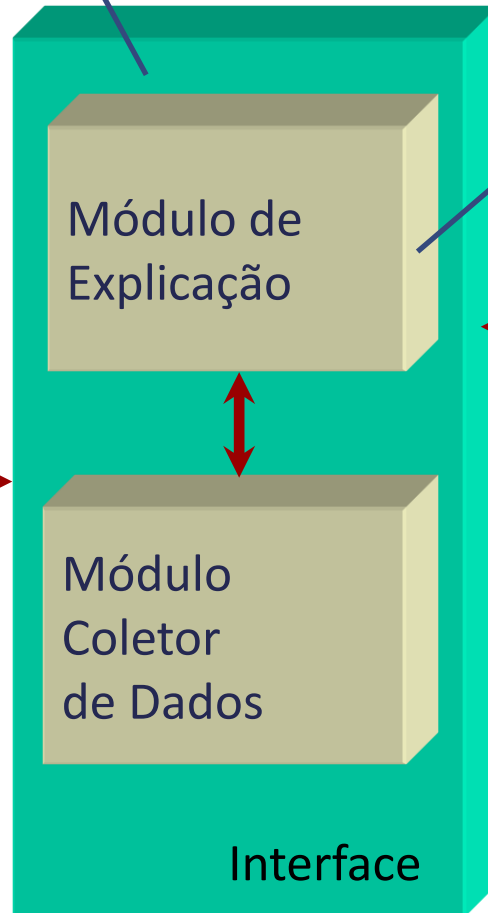 Módulo de
Explicação
Módulo
Coletor
de Dados
Interface